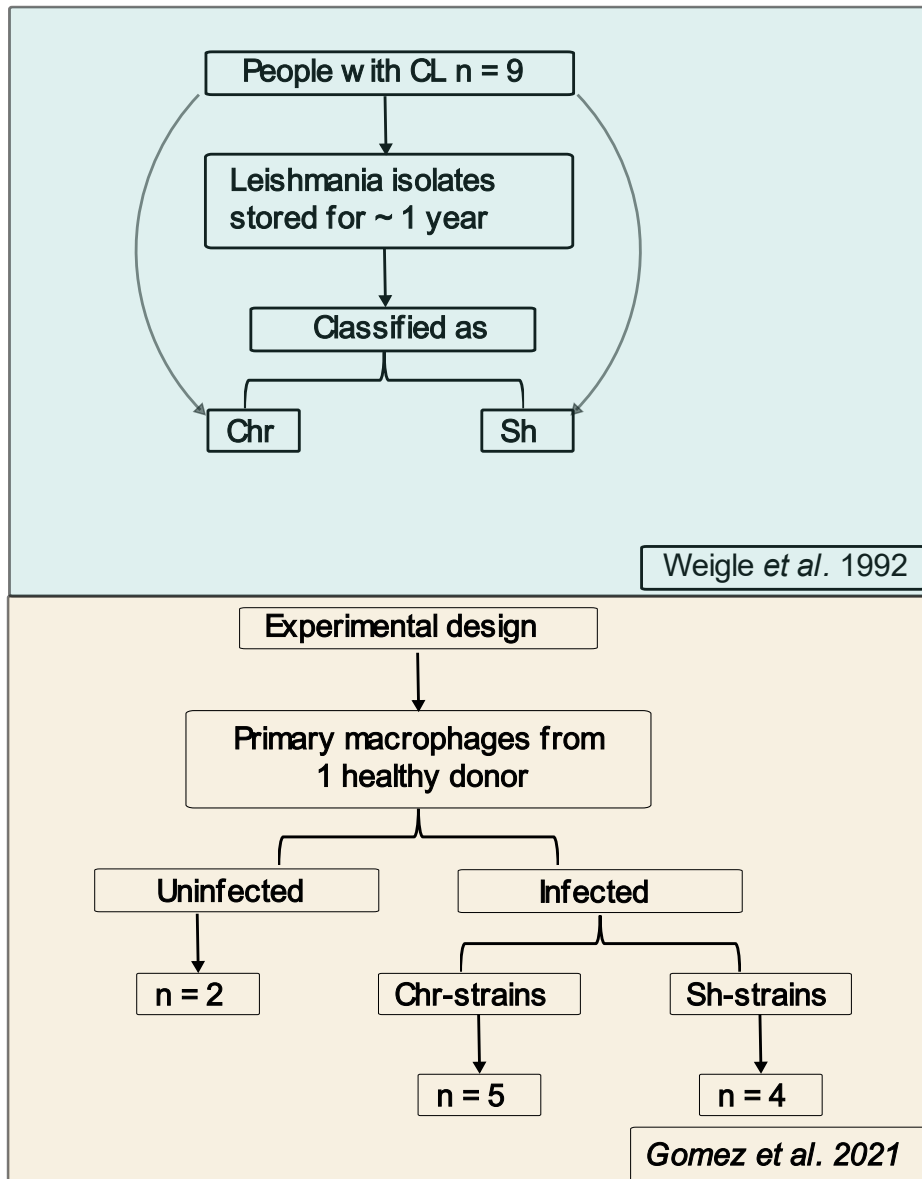 People with CL n = 9
Leishmania isolates
stored for ~ 1 year
Classified as
Chr
Sh
Weigle et al. 1992
Experimental design
Primary macrophages from
1 healthy donor
Uninfected
Infected
n = 2
Chr-strains
Sh-strains
n = 5
n = 4
Gomez et al. 2021